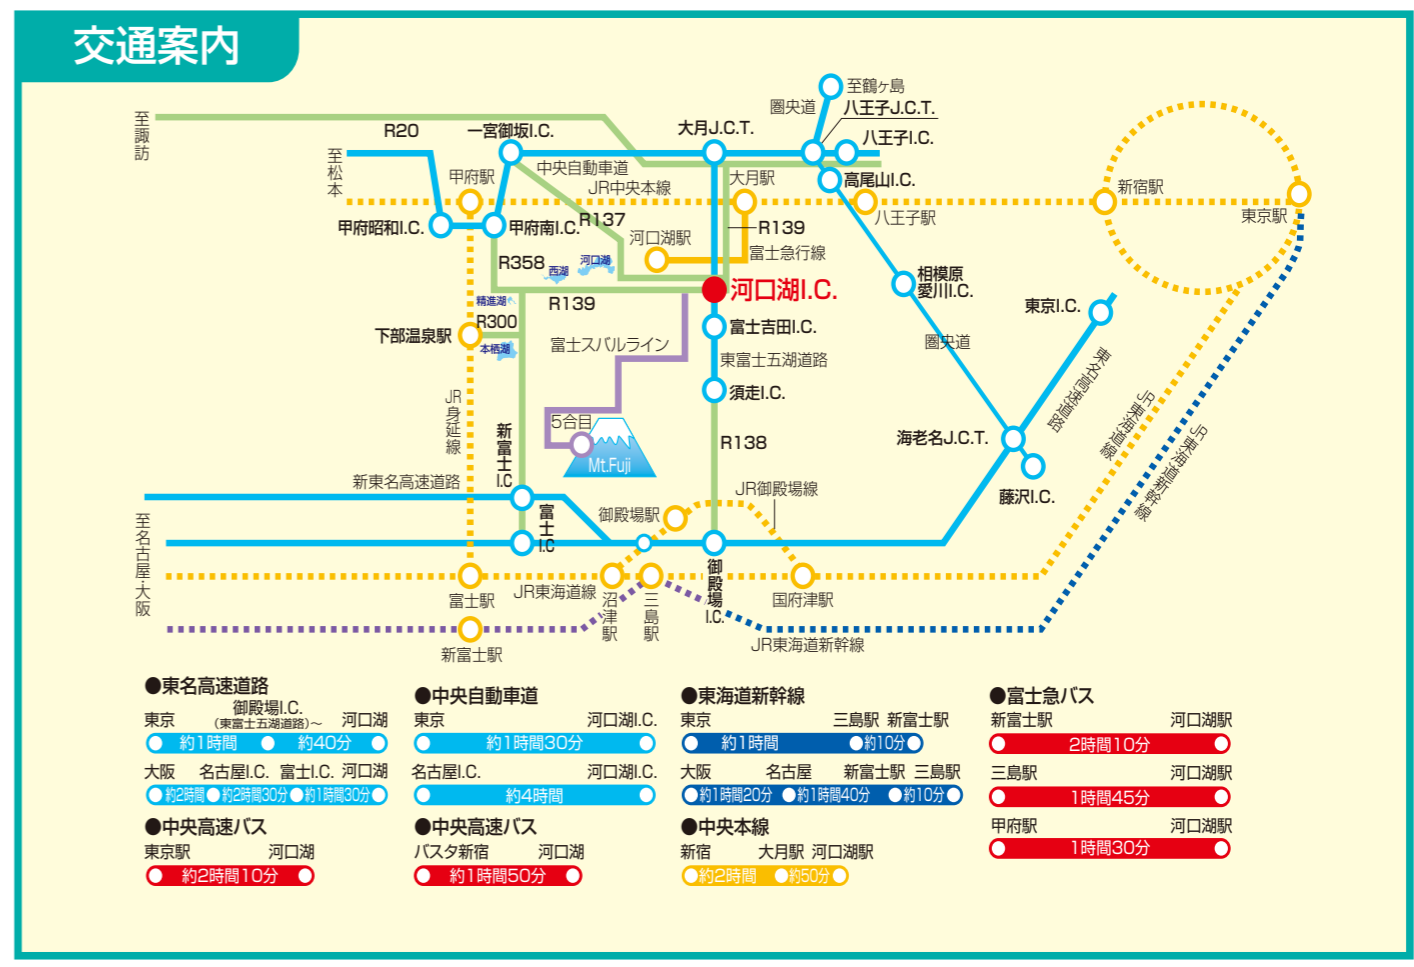 交通案内
至鶴ヶ島
圏央道
八王子J.C.T.
至諏訪
R20
一宮御坂I.C.
大月J.C.T.
八王子I.C.
至松本
中央自動車道
甲府駅
JR中央本線
大月駅
高尾山I.C.
新宿駅
東京駅
甲府昭和I.C.
甲府南I.C.
R137
河口湖駅
R139
八王子駅
富士急行線
R358
西湖
河口湖
相模原
愛川I.C.
精進湖
R139
河口湖I.C.
東京I.C.
R300
下部温泉駅
本栖湖
富士スバルライン
富士吉田I.C.
圏央道
東富士五湖道路
東名高速道路
須走I.C.
JR身延線
5合目
JR東海道線
JR東海道新幹線
新富士I.C
Mt.Fuji
R138
海老名J.C.T.
藤沢I.C.
新東名高速道路
JR御殿場線
至名古屋・大阪
富士I.C
御殿場駅
御殿場I.C.
富士駅
JR東海道線
沼津駅
三島駅
国府津駅
新富士駅
JR東海道新幹線
●東名高速道路
御殿場I.C.
東京 (東富士五湖道路)～ 河口湖
約1時間 約40分
大阪 名古屋I.C. 富士I.C. 河口湖
約2時間 約2時間30分 約1時間30分
●中央高速バス
東京駅 河口湖
約2時間10分
●中央自動車道
東京 河口湖I.C.
約1時間30分
名古屋I.C. 河口湖I.C.
約4時間
●中央高速バス
バスタ新宿 河口湖
約1時間50分
●東海道新幹線
東京 三島駅 新富士駅
約1時間 約10分
大阪 名古屋 新富士駅 三島駅
約1時間20分 約1時間40分 約10分
●中央本線
新宿 大月駅 河口湖駅
約2時間 約50分
●富士急バス
新富士駅 河口湖駅
2時間10分
三島駅 河口湖駅
1時間45分
甲府駅 河口湖駅
1時間30分